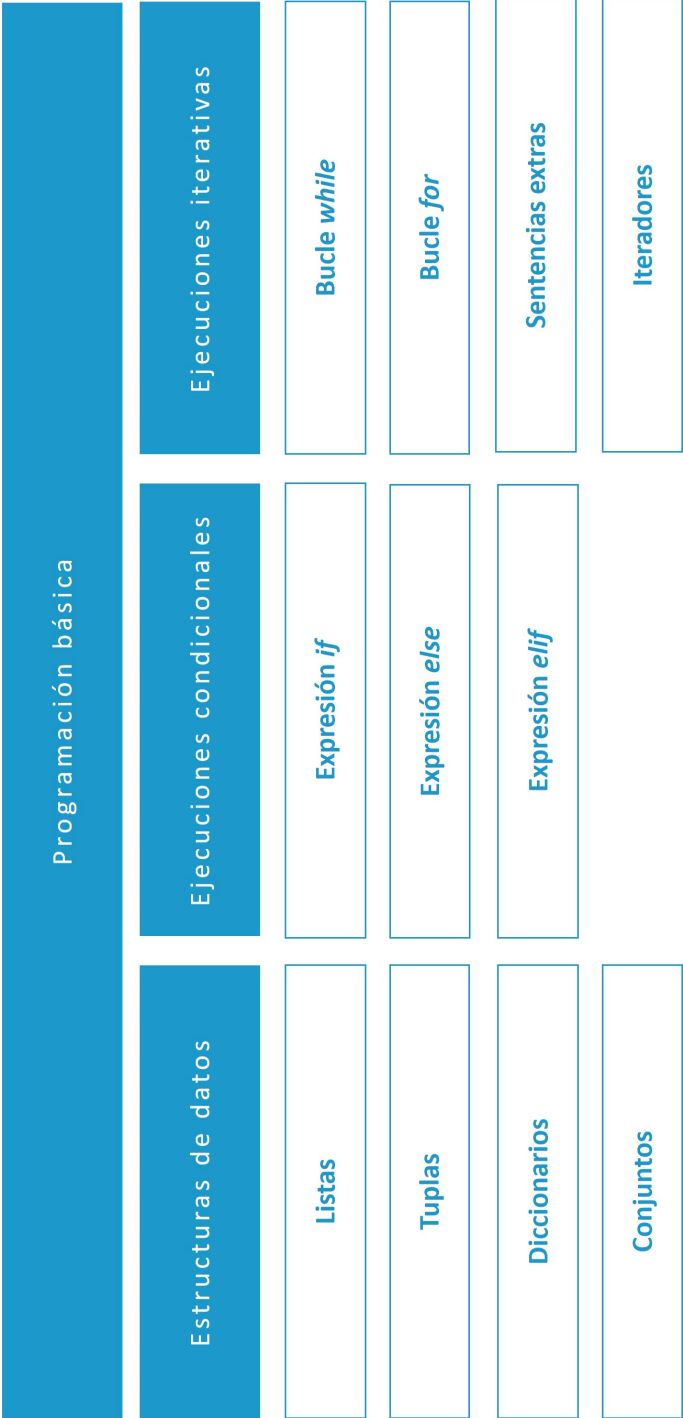 Programación básica
Estructuras de datos
Listas
Tuplas
Diccionarios
Conjuntos
Ejecuciones condicionales
Expresión if
Expresión else
Expresión elif
Ejecuciones iterativas
Bucle while
Bucle for
Sentencias extras
Iteradores